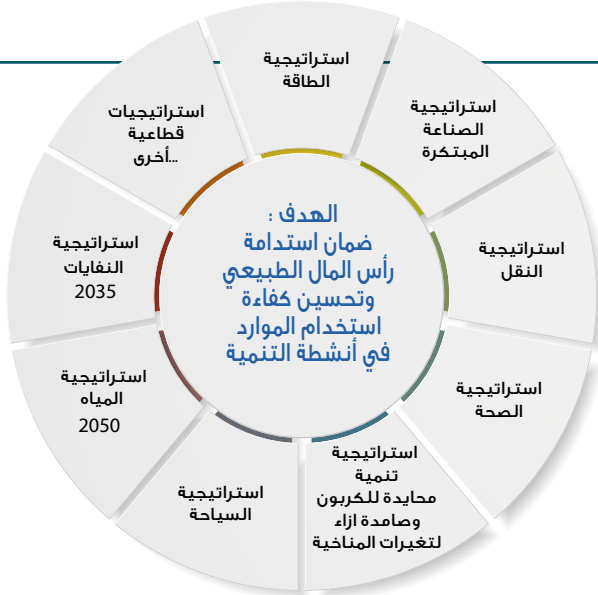 استراتيجية
الطاقة
استراتيجية
الصناعة
المبتكرة
استراتيجية
النقل
استراتيجية
الصحة
استراتيجية
تنمية
محايدة للكربون
وصامدة ازاء
لتغيرات المناخية
استراتيجية
السياحة
استراتيجية
المياه
2050
استراتيجية
النفايات
2035
استراتيجيات
قطاعية
أخرى...
الهدف :
ضمان استدامة
رأس المال الطبيعي
وتحسين كفاءة
استخدام الموارد
في أنشطة التنمية